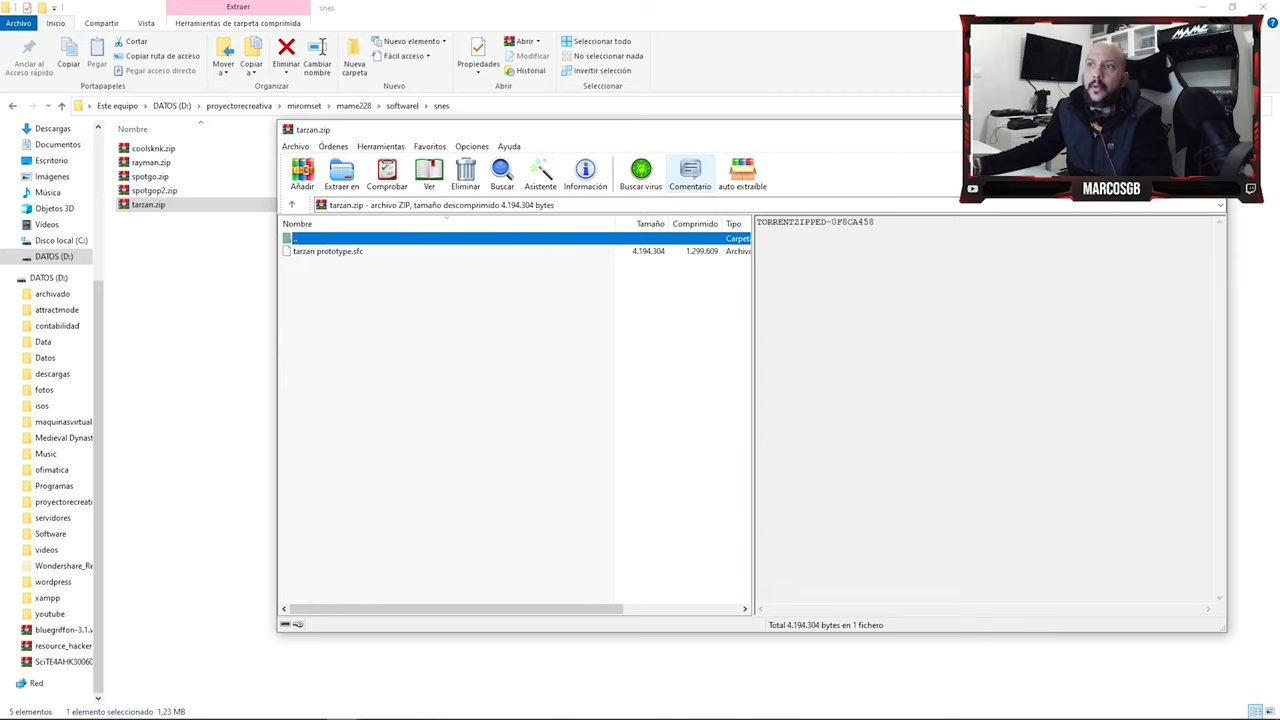 Extraer
snes
Archivo Inicio Compartir Vista Herramientas de carpeta comprimida
Anclar al Acceso rápido
Copiar
Pegar
Cortar
Copiar ruta de acceso
Pegar acceso directo
Mover a
Copiar a
Eliminar
Cambiar nombre
Nueva carpeta
Nuevo elemento
Fácil acceso
Propiedades
Abrir
Modificar
Historial
Seleccionar todo
No seleccionar nada
Invertir selección
Portapapeles Organizar Nuevo Abrir Seleccionar
Este equipo > DATOS (D:) > proyectorecreativa > miromset > mame228 > softwarel > snes
Descargas
Documentos
Escritorio
Imágenes
Música
Objetos 3D
Vídeos
Disco local (C:)
DATOS (D:)
DATOS (D:)
archivado
attractmode
contabilidad
Data
Datos
descargas
fotos
isos
maquinasvirtual
Medieval Dynast
Music
ofimatica
Programas
proyectorecreati
servidores
Software
videos
Wondershare_Re
wordpress
xampp
youtube
bluegriffon-3.1.w
resource_hacker
SciTE4AHK30060
Red
Nombre
coolsknk.zip
rayman.zip
spotgo.zip
spotgop2.zip
tarzan.zip
tarzan.zip
Archivo Órdenes Herramientas Favoritos Opciones Ayuda
Añadir Extraer en Comprobar Ver Eliminar Buscar Asistente Información Buscar virus Comentario auto extraíble
tarzan.zip - archivo ZIP, tamaño descomprimido 4.194.304 bytes
Nombre Tamaño Comprimido Tipo
.. Carpeta
tarzan prototype.sfc 4.194.304 1.299.609 Archivo
TORRENTZIPPED-0F8CA458
Total 4.194.304 bytes en 1 fichero
MAME
MARCOSGB
5 elementos 1 elemento seleccionado 1,23 MB